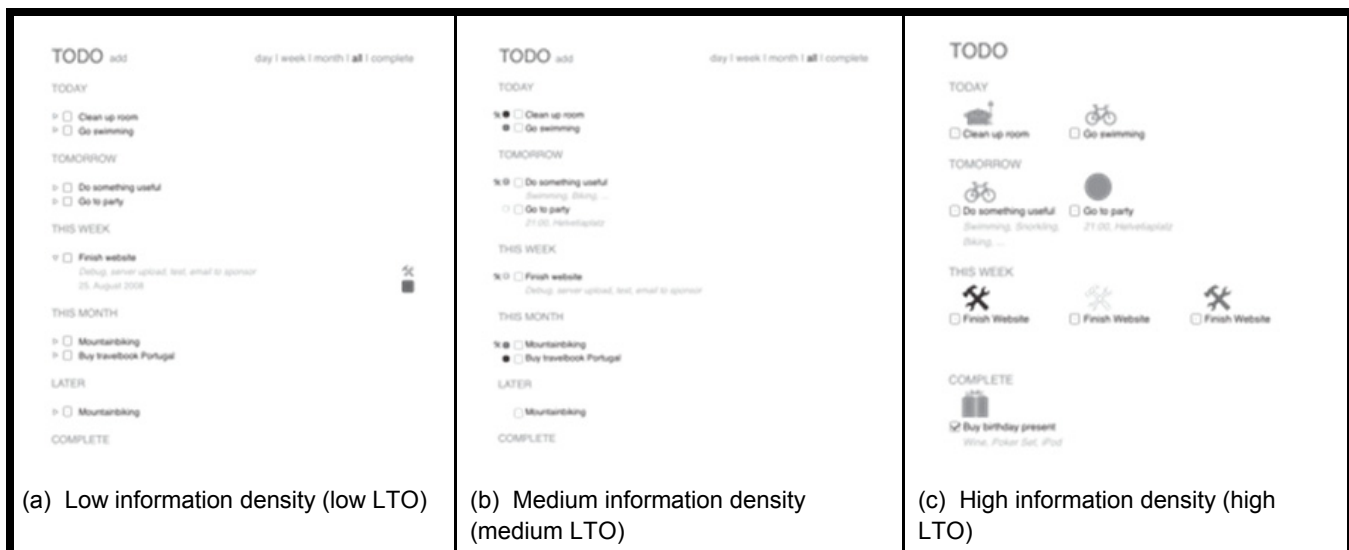 TODO add
day | week | month | all | complete
TODAY
Clean up room
Go swimming
TOMORROW
Do something useful
Go to party
THIS WEEK
Finish website
Debug, server upload, test, email to sponsor
25. August 2008
THIS MONTH
Mountainbiking
Buy travelbook Portugal
LATER
Mountainbiking
COMPLETE
(a) Low information density (low LTO)
TODO add
day | week | month | all | complete
TODAY
Clean up room
Go swimming
TOMORROW
Do something useful
Swimming, Biking, ...
Go to party
21:00, Helvetiaplatz
THIS WEEK
Finish website
Debug, server upload, test, email to sponsor
THIS MONTH
Mountainbiking
Buy travelbook Portugal
LATER
Mountainbiking
COMPLETE
(b) Medium information density
(medium LTO)
TODO
TODAY
Clean up room Go swimming
TOMORROW
Do something useful Go to party
Swimming, Snorkling, 21:00, Helvetiaplatz
Biking, ...
THIS WEEK
Finish Website Finish Website Finish Website
COMPLETE
Buy birthday present
Wine, Poker Set, iPod
(c) High information density (high
LTO)